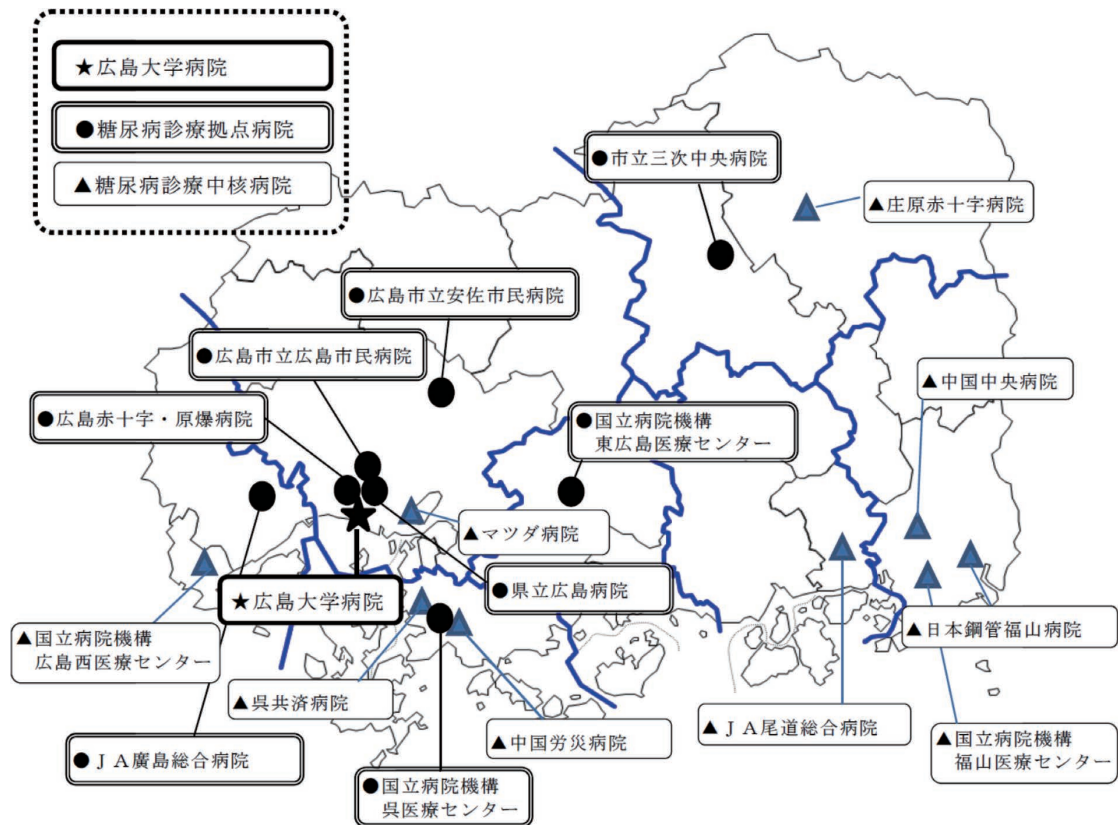 ★広島大学病院
●糖尿病診療拠点病院
▲糖尿病診療中核病院
●市立三次中央病院
▲庄原赤十字病院
●広島市立安佐市民病院
●広島市立広島市民病院
▲中国中央病院
●広島赤十字・原爆病院
●国立病院機構
東広島医療センター
▲マツダ病院
●県立広島病院
★広島大学病院
▲国立病院機構
広島西医療センター
▲日本鋼管福山病院
▲呉共済病院
▲中国労災病院
▲JA尾道総合病院
▲国立病院機構
福山医療センター
●JA廣島総合病院
●国立病院機構
呉医療センター